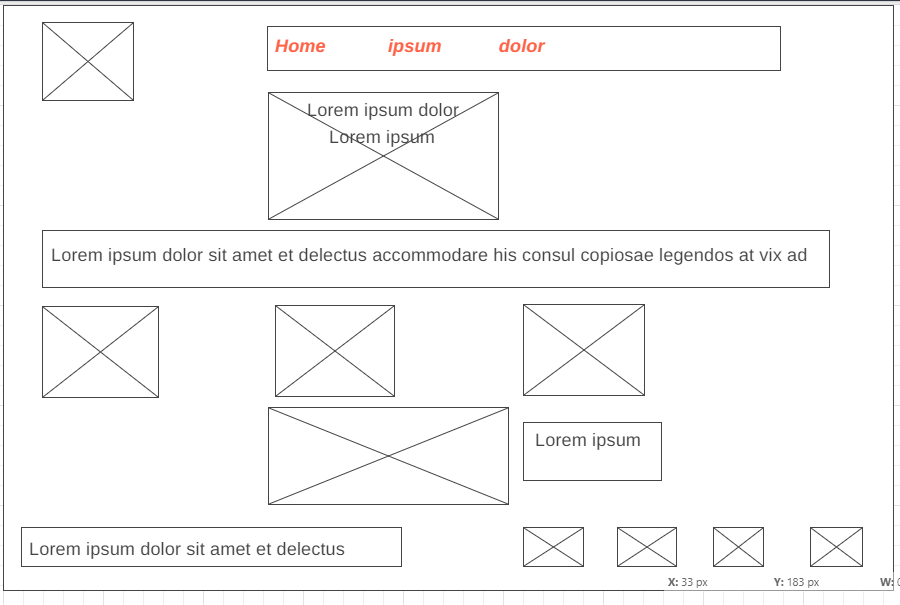 Home ipsum dolor
Lorem ipsum dolor
Lorem ipsum
Lorem ipsum dolor sit amet et delectus accommodare his consul copiosae legendos at vix ad
Lorem ipsum
Lorem ipsum dolor sit amet et delectus
X: 33 px Y: 183 px W: